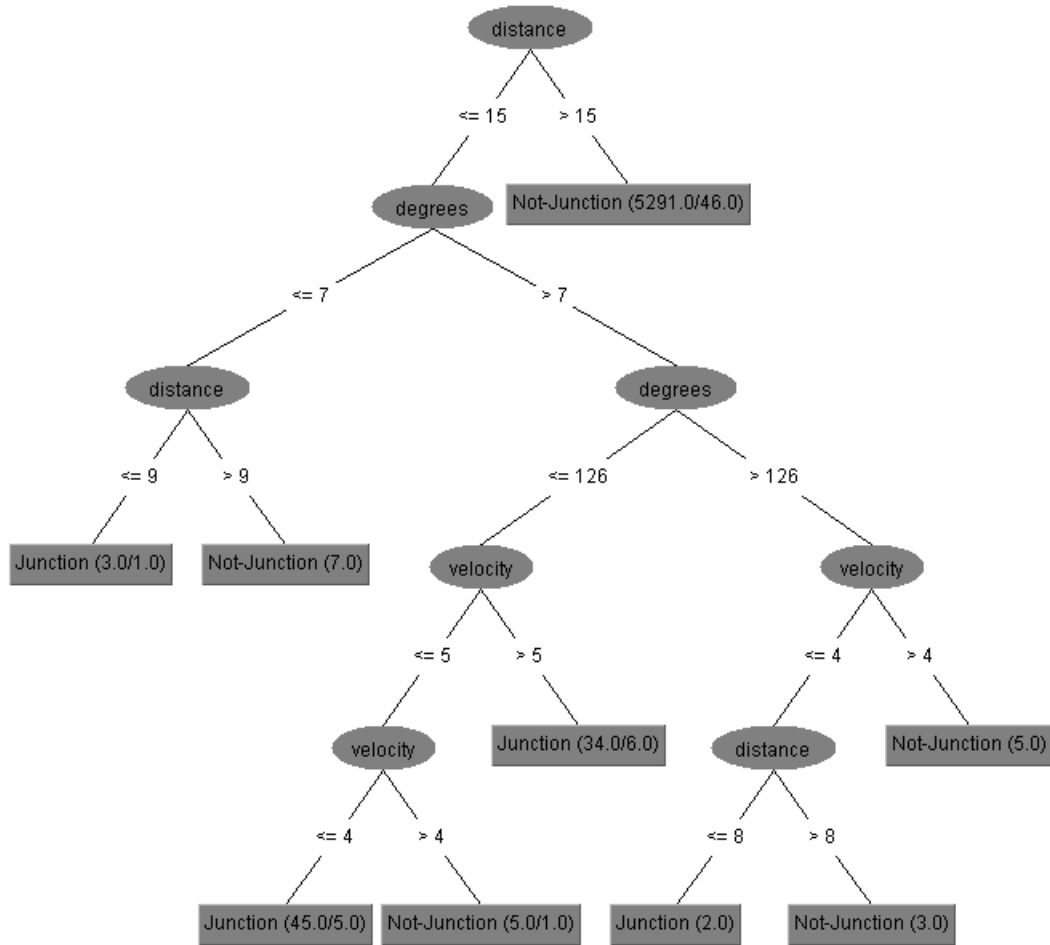 distance
<= 15
> 15
degrees
Not-Junction (5291.0/46.0)
<= 7
> 7
distance
degrees
<= 9
> 9
<= 126
> 126
Junction (3.0/1.0)
Not-Junction (7.0)
velocity
velocity
<= 5
> 5
<= 4
> 4
velocity
Junction (34.0/6.0)
distance
Not-Junction (5.0)
<= 4
> 4
<= 8
> 8
Junction (45.0/5.0)
Not-Junction (5.0/1.0)
Junction (2.0)
Not-Junction (3.0)